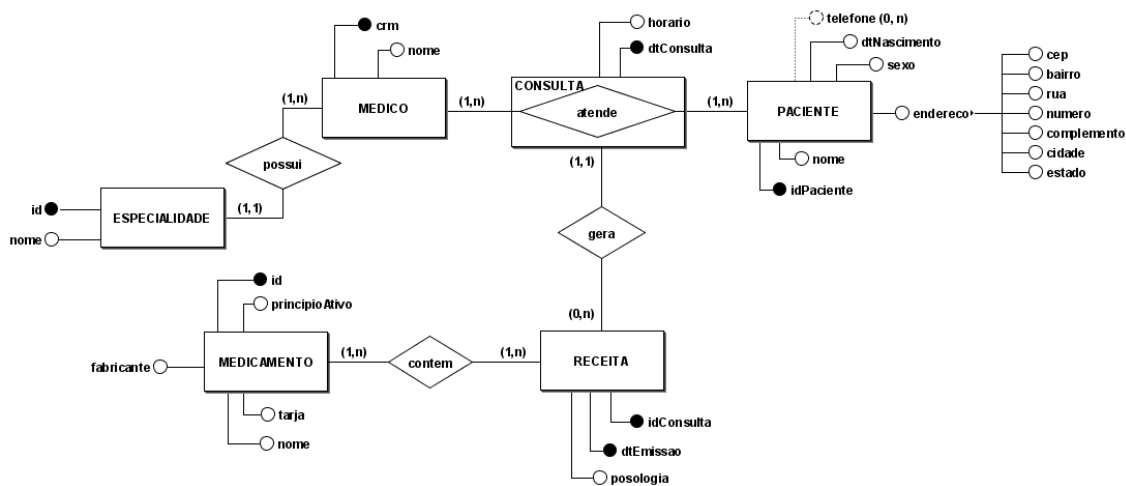 crm
nome
MEDICO
(1,n)
(1,n)
possui
(1,1)
ESPECIALIDADE
id
nome
horario
dtConsulta
CONSULTA
atende
(1,n)
(1,1)
telefone (0, n)
dtNascimento
sexo
PACIENTE
endereco
nome
idPaciente
cep
bairro
rua
numero
complemento
cidade
estado
gera
(0,n)
id
principioAtivo
fabricante
MEDICAMENTO
(1,n)
contem
(1,n)
RECEITA
tarja
nome
idConsulta
dtEmissao
posologia